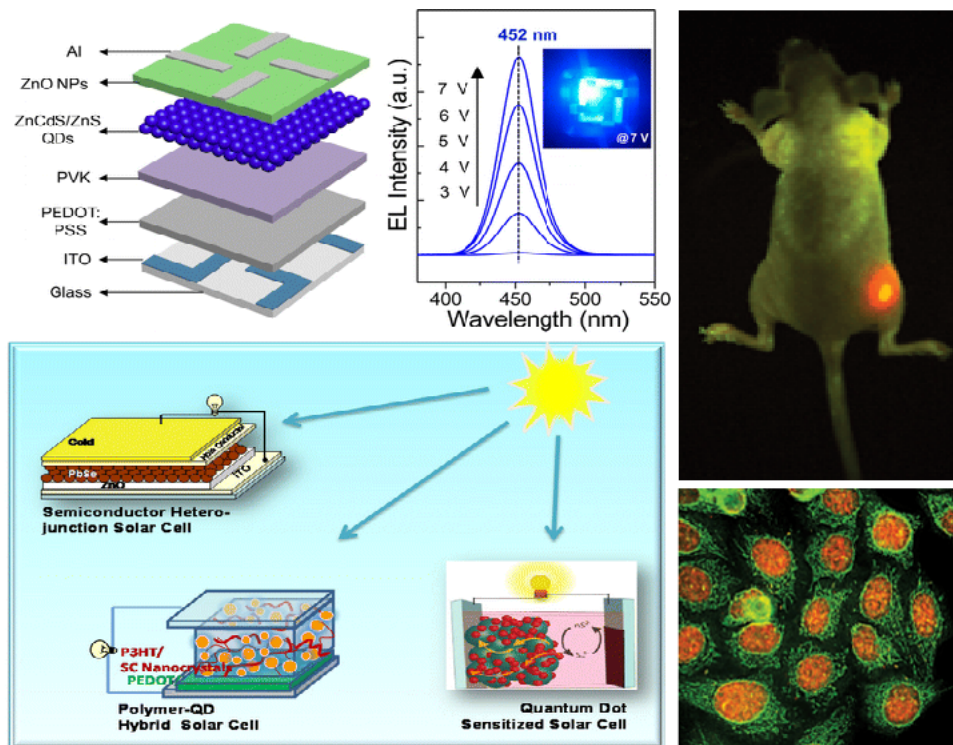 Al
ZnO NPs
ZnCdS/ZnS
QDs
PVK
PEDOT:
PSS
ITO
Glass
EL Intensity (a.u.)
452 nm
7 V
6 V
5 V
4 V
3 V
@7 V
400 450 500 550
Wavelength (nm)
Gold
PbSe
ZnO
ITO
Semiconductor Hetero-
junction Solar Cell
P3HT/
SC Nanocrystals
PEDOT
Polymer-QD
Hybrid Solar Cell
Quantum Dot
Sensitized Solar Cell